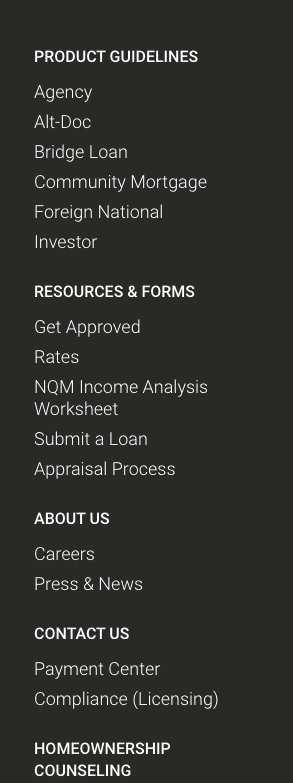 PRODUCT GUIDELINES
Agency
Alt-Doc
Bridge Loan
Community Mortgage
Foreign National
Investor
RESOURCES & FORMS
Get Approved
Rates
NQM Income Analysis
Worksheet
Submit a Loan
Appraisal Process
ABOUT US
Careers
Press & News
CONTACT US
Payment Center
Compliance (Licensing)
HOMEOWNERSHIP
COUNSELING